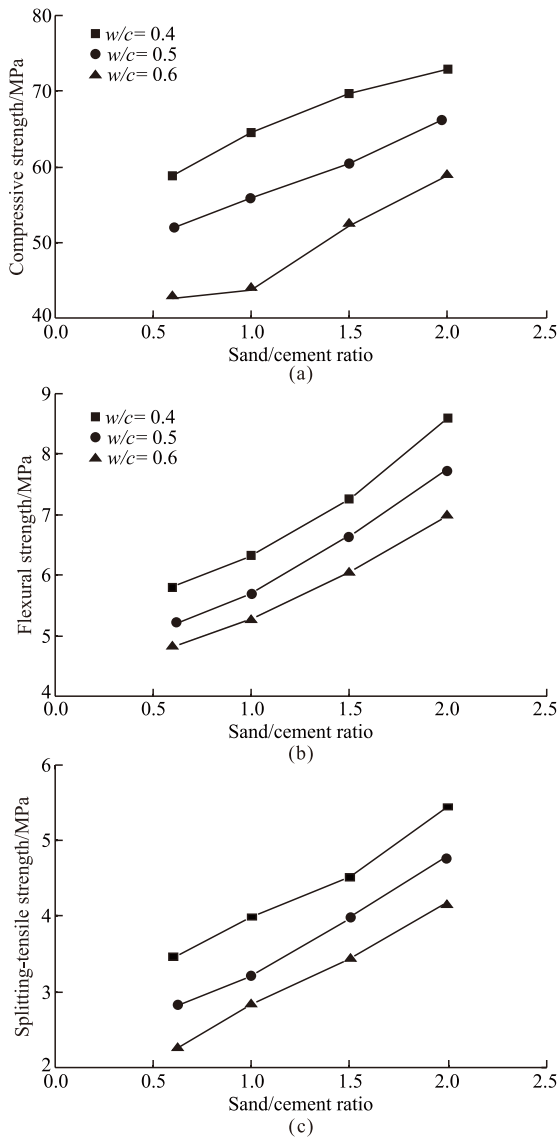 80
70
60
50
40
Compressive strength/MPa
w/c= 0.4
w/c= 0.5
w/c= 0.6
0.0 0.5 1.0 1.5 2.0 2.5
Sand/cement ratio
(a)
9
8
7
6
5
4
Flexural strength/MPa
w/c= 0.4
w/c= 0.5
w/c= 0.6
0.0 0.5 1.0 1.5 2.0 2.5
Sand/cement ratio
(b)
6
5
4
3
2
Splitting-tensile strength/MPa
0.0 0.5 1.0 1.5 2.0 2.5
Sand/cement ratio
(c)